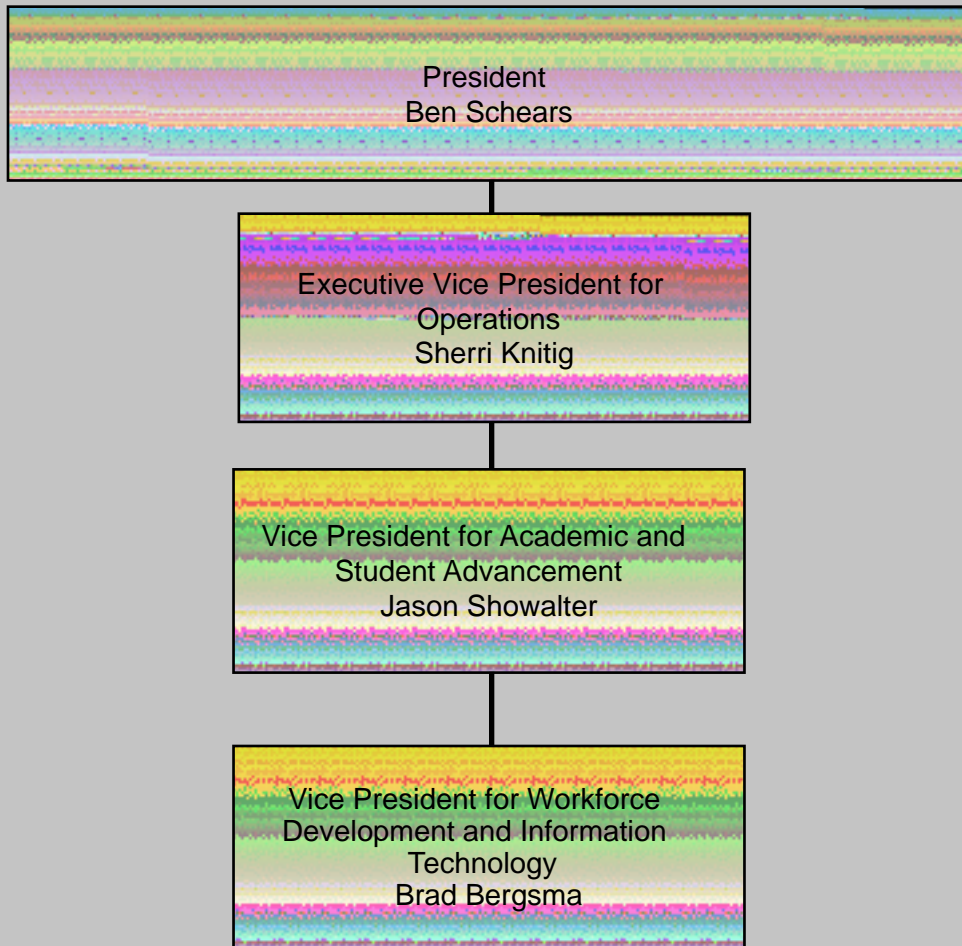 President
Ben Schears
Executive Vice President for
Operations
Sherri Knitig
Vice President for Academic and
Student Advancement
Jason Showalter
Vice President for Workforce
Development and Information
Technology
Brad Bergsma